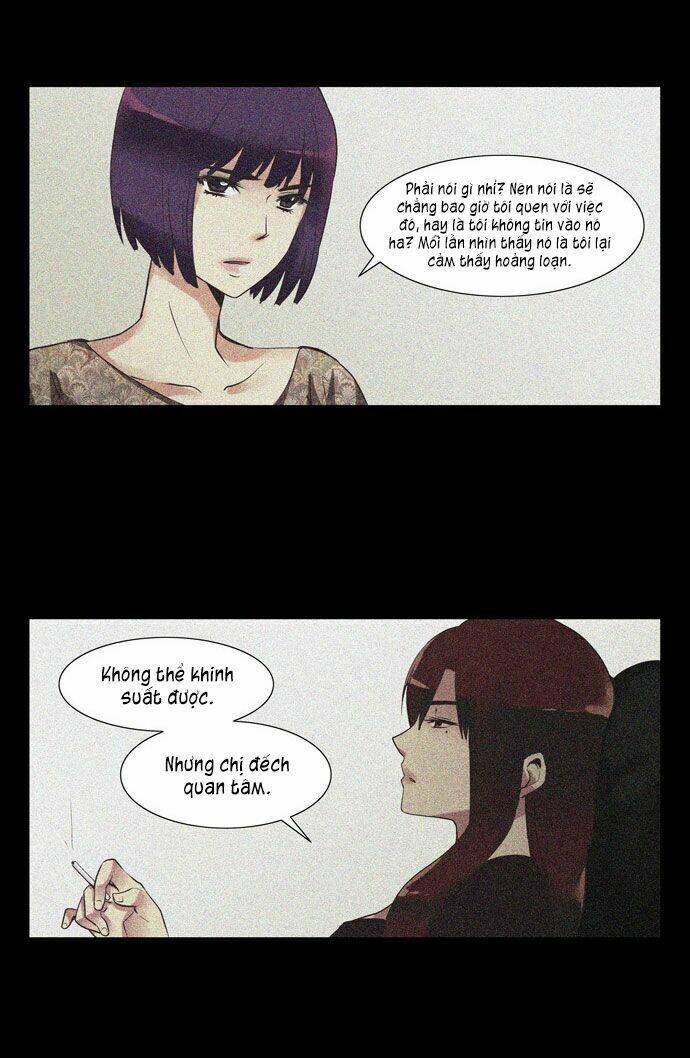 Phải nói gì nhỉ? Nên nói là sẽ
chẳng bao giờ tôi quen với việc
đó, hay là tôi không tin vào nó
ha? Mỗi lần nhìn thấy nó là tôi lại
cảm thấy hoảng loạn.
Không thể khinh
suất được.
Nhưng chị đếch
quan tâm.